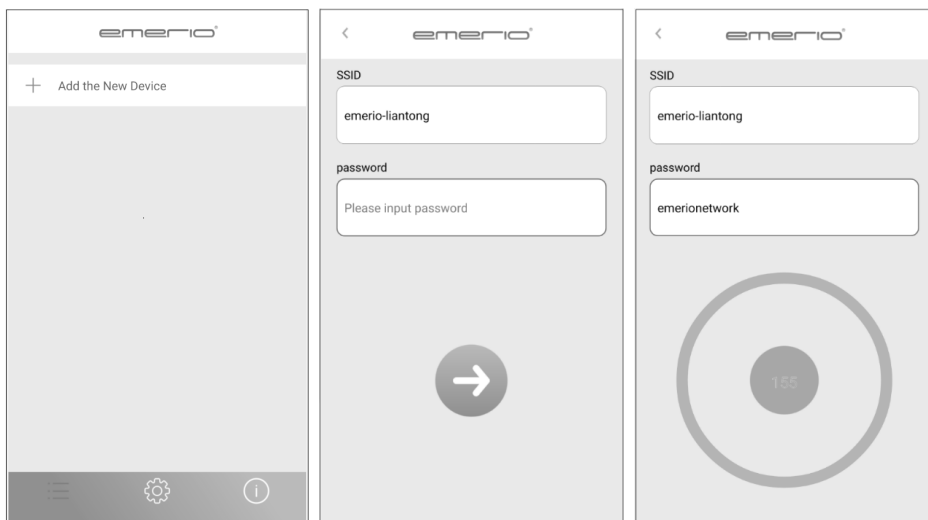 emerio®
Add the New Device
emerio®
SSID
emerio-liantong
password
Please input password
emerio®
SSID
emerio-liantong
password
emerionetwork
155